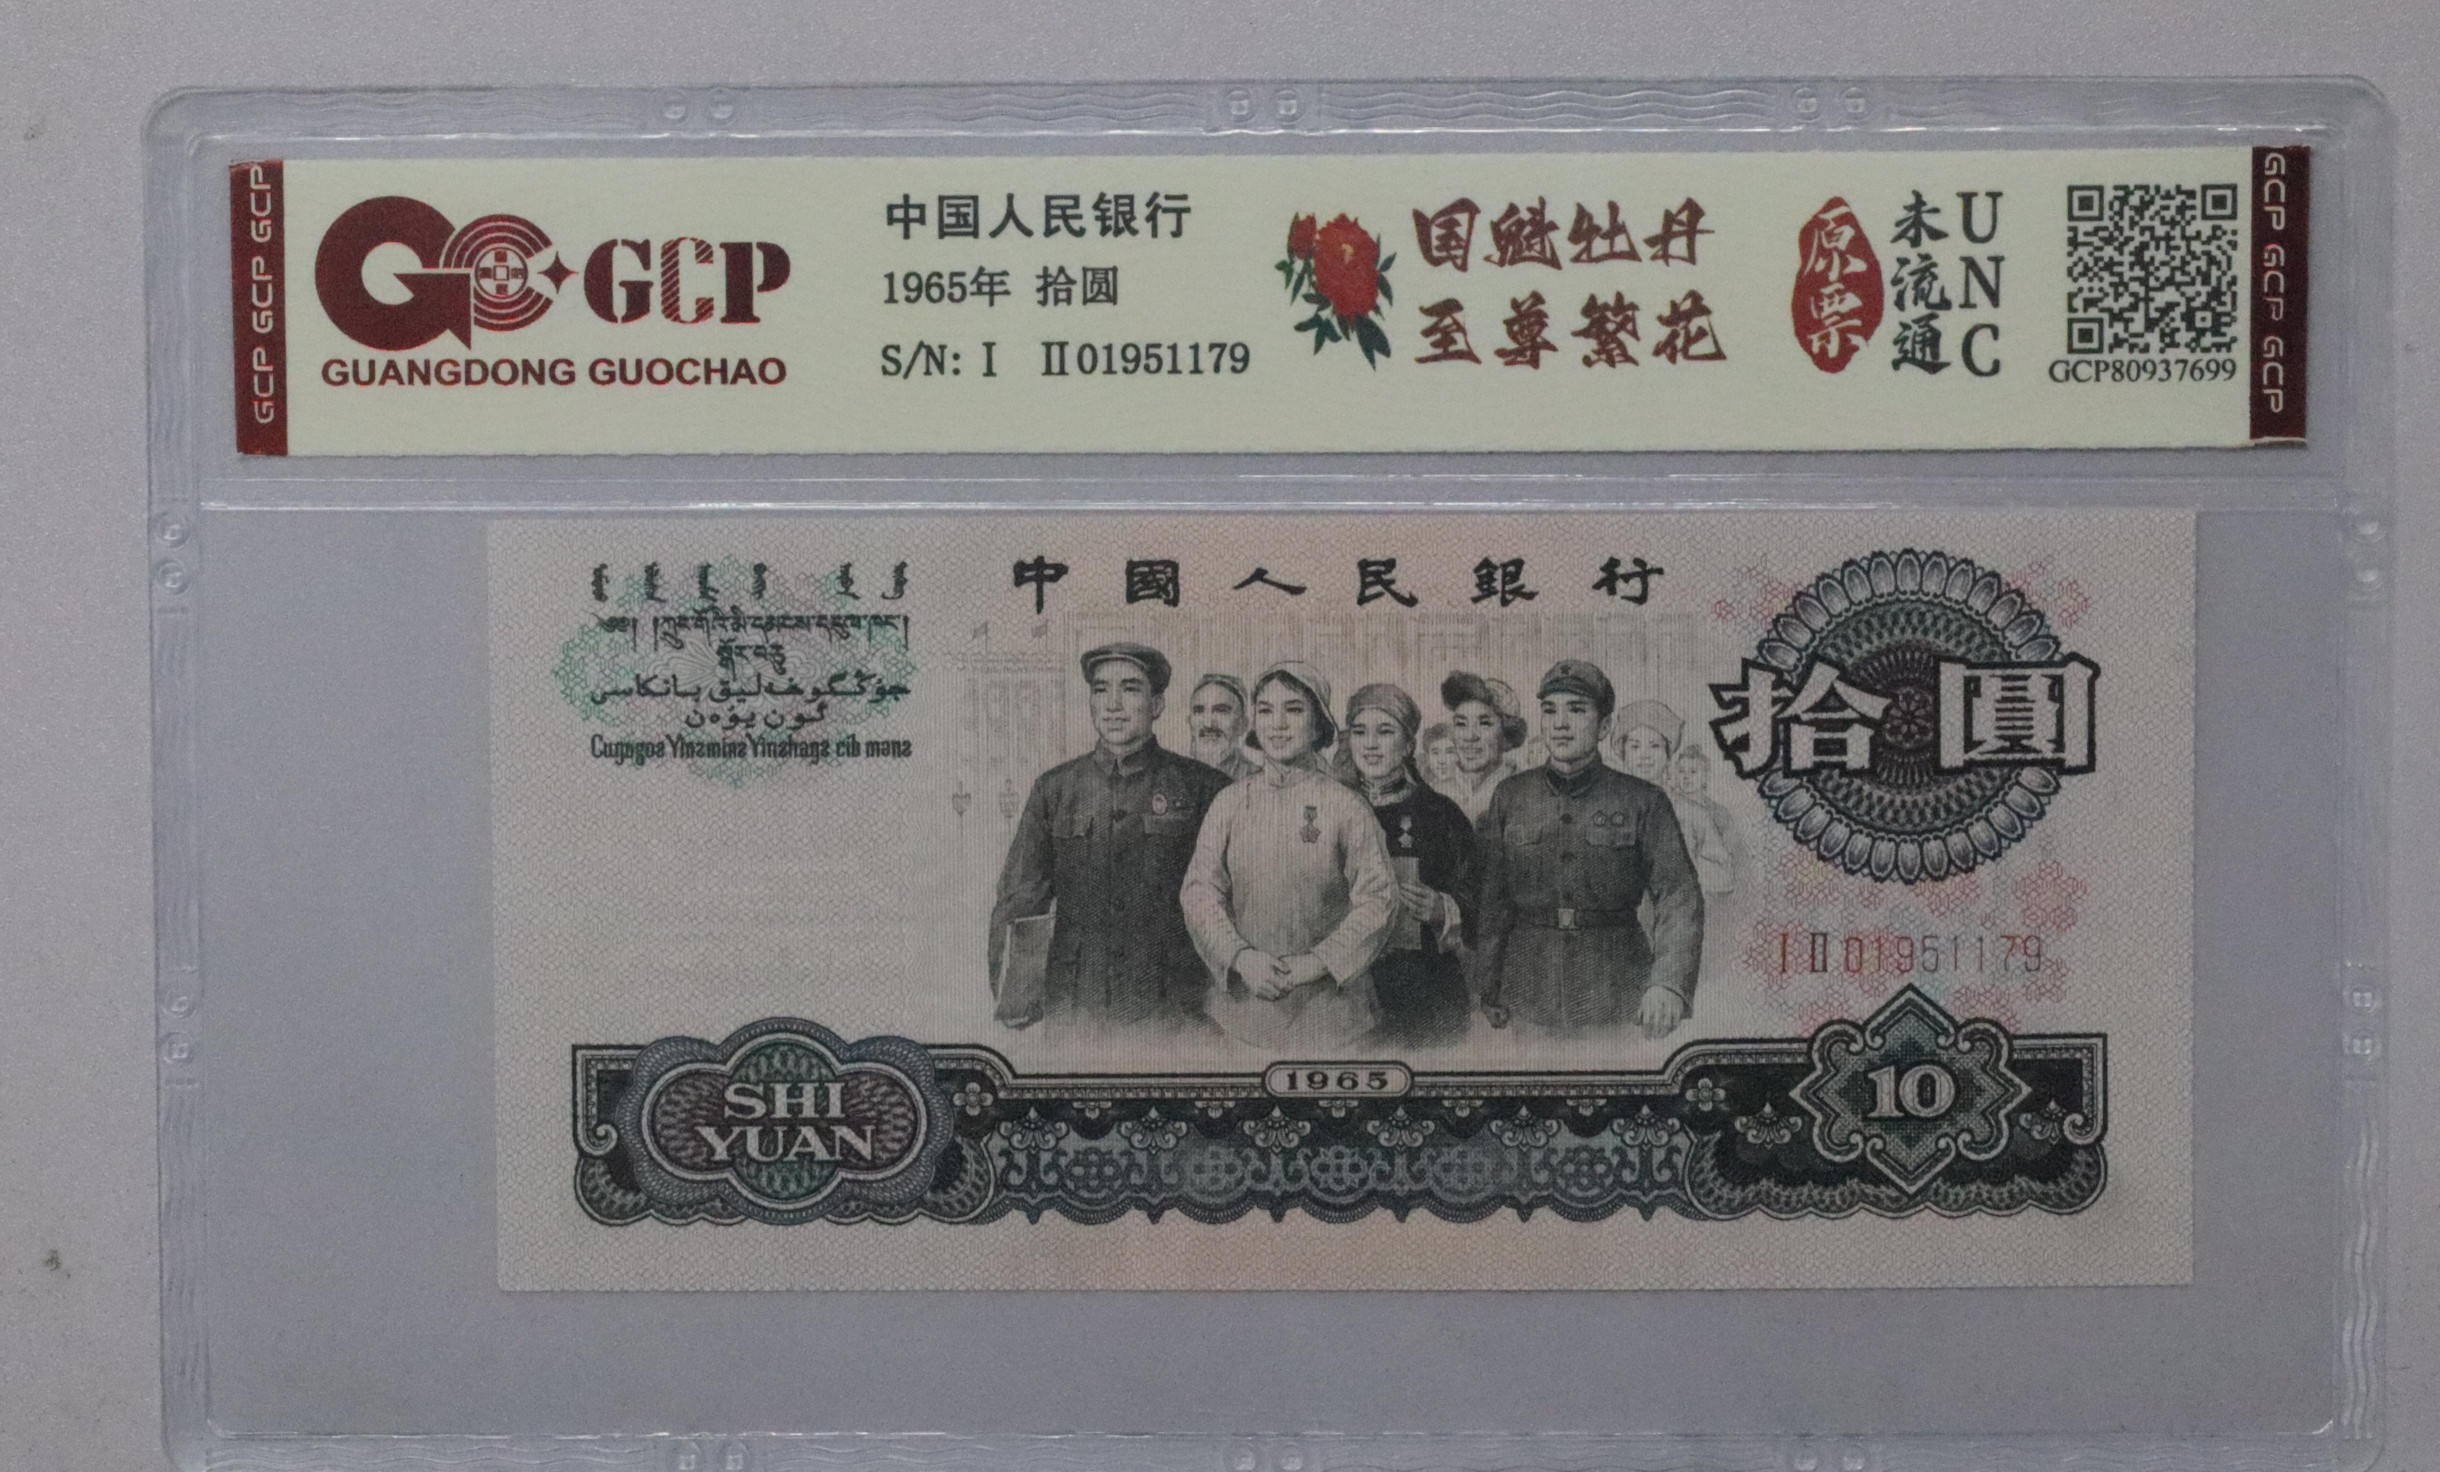 GCP GCP GCP
GCP
GUANGDONG GUOCHAO
中国人民银行
1965年 拾圆
S/N: I II01951179
国魁牡丹
至尊繁花
原票
未流通
UNC
GCP80937699
GCP GCP GCP
中國人民銀行
拾圓
I II 01951179
1965
SHI
YUAN
10